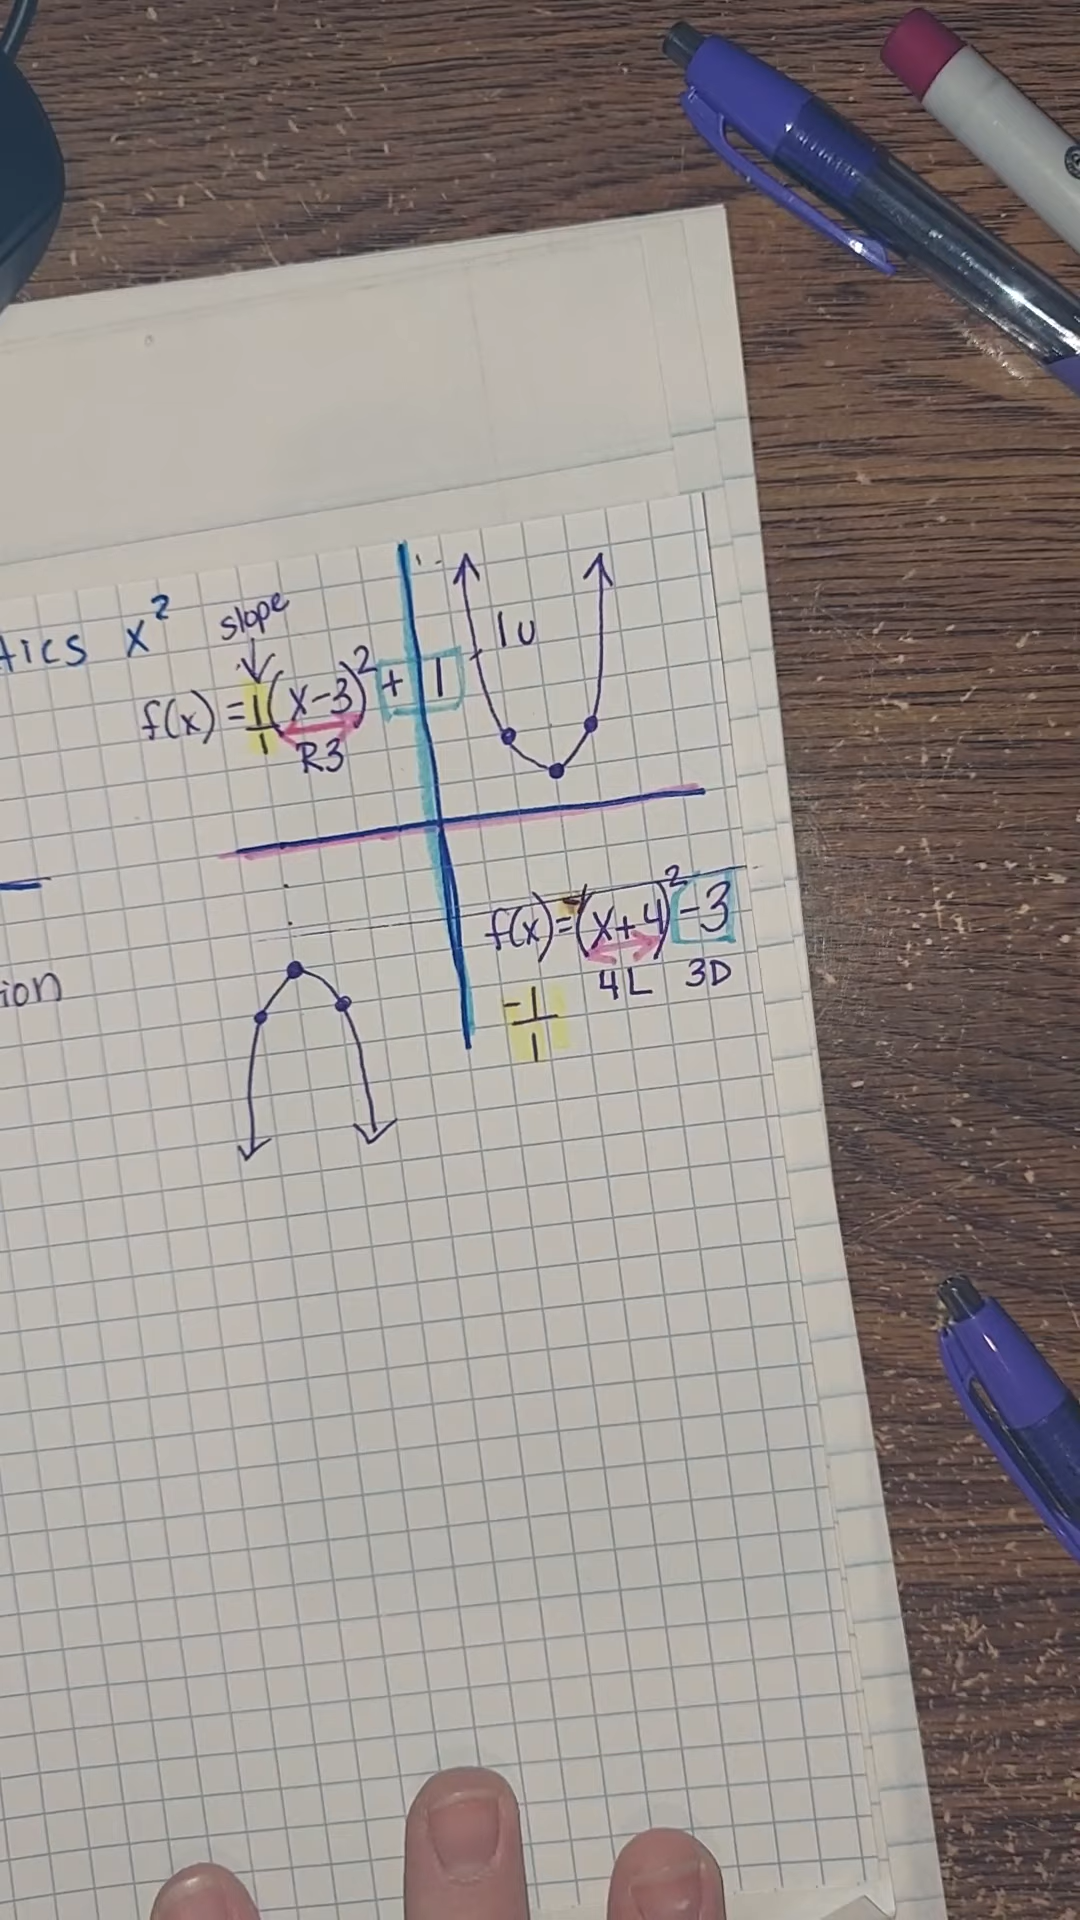 tics x²
slope
f(x) = 1/1 (x-3)² + 1
R3
1U
f(x) = -(x+4)² -3
4L 3D
-1/1
ion